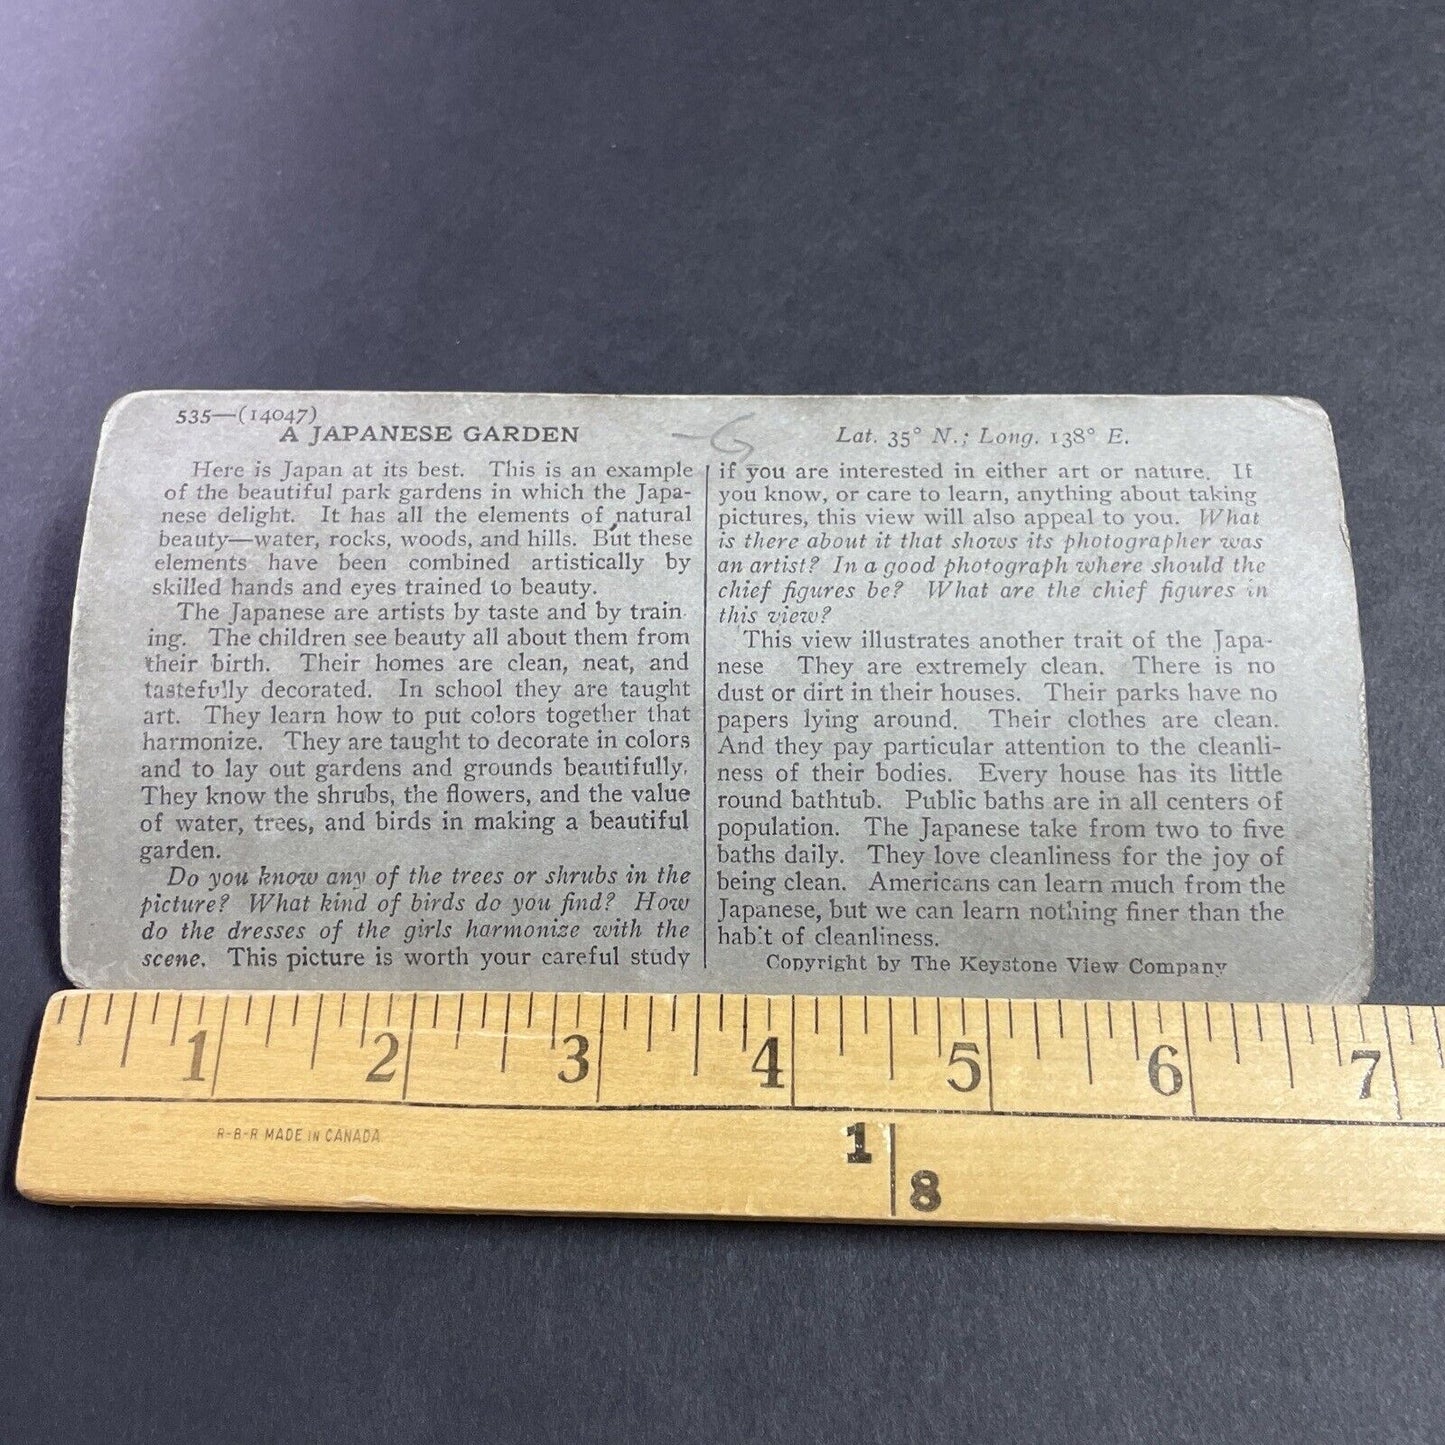 535—(14047)
A JAPANESE GARDEN
Here is Japan at its best. This is an example
of the beautiful park gardens in which the Japa-
nese delight. It has all the elements of natural
beauty—water, rocks, woods, and hills. But these
elements have been combined artistically by
skilled hands and eyes trained to beauty.
The Japanese are artists by taste and by train-
ing. The children see beauty all about them from
their birth. Their homes are clean, neat, and
tastefully decorated. In school they are taught
art. They learn how to put colors together that
harmonize. They are taught to decorate in colors
and to lay out gardens and grounds beautifully.
They know the shrubs, the flowers, and the value
of water, trees, and birds in making a beautiful
garden.
Do you know any of the trees or shrubs in the
picture? What kind of birds do you find? How
do the dresses of the girls harmonize with the
scene. This picture is worth your careful study
Lat. 35° N.; Long. 138° E.
if you are interested in either art or nature. If
you know, or care to learn, anything about taking
pictures, this view will also appeal to you. What
is there about it that shows its photographer was
an artist? In a good photograph where should the
chief figures be? What are the chief figures in
this view?
This view illustrates another trait of the Japa-
nese They are extremely clean. There is no
dust or dirt in their houses. Their parks have no
papers lying around. Their clothes are clean.
And they pay particular attention to the cleanli-
ness of their bodies. Every house has its little
round bathtub. Public baths are in all centers of
population. The Japanese take from two to five
baths daily. They love cleanliness for the joy of
being clean. Americans can learn much from the
Japanese, but we can learn nothing finer than the
habit of cleanliness.
Copyright by The Keystone View Company
1 2 3 4 5 6 7
R-B-R MADE IN CANADA
1
8